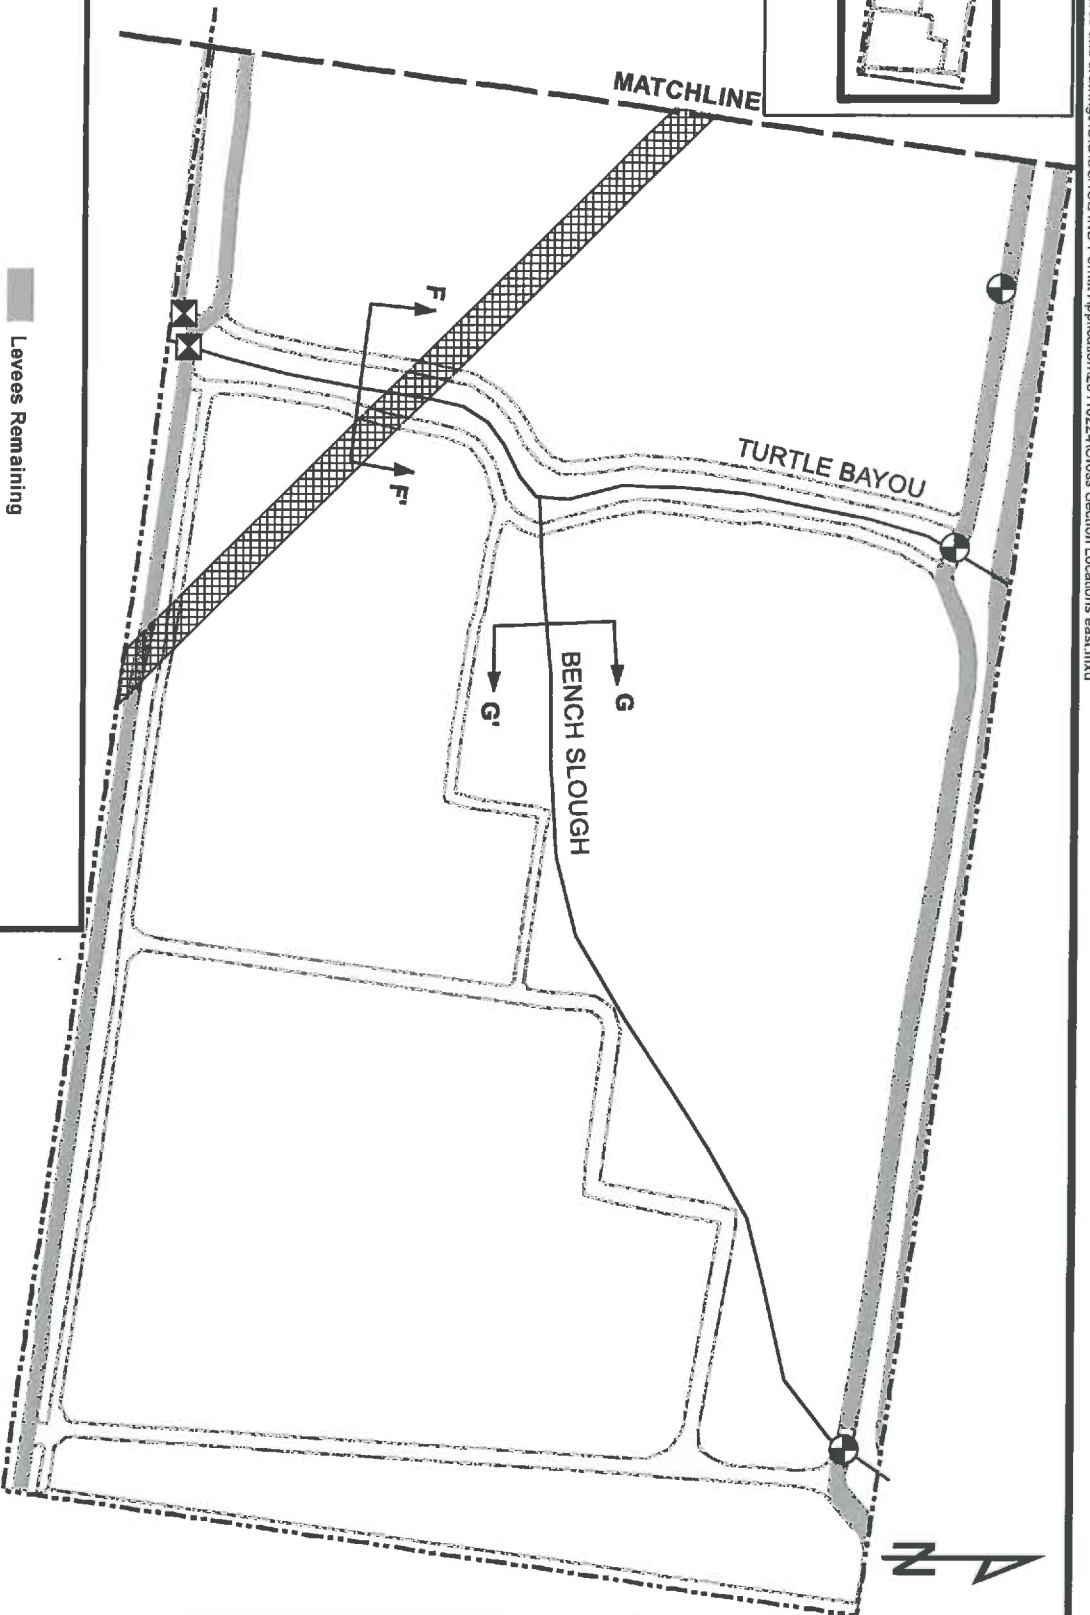 MATCHLINE
TURTLE BAYOU
F
F'
G
G'
BENCH SLOUGH
N
Levees Remaining